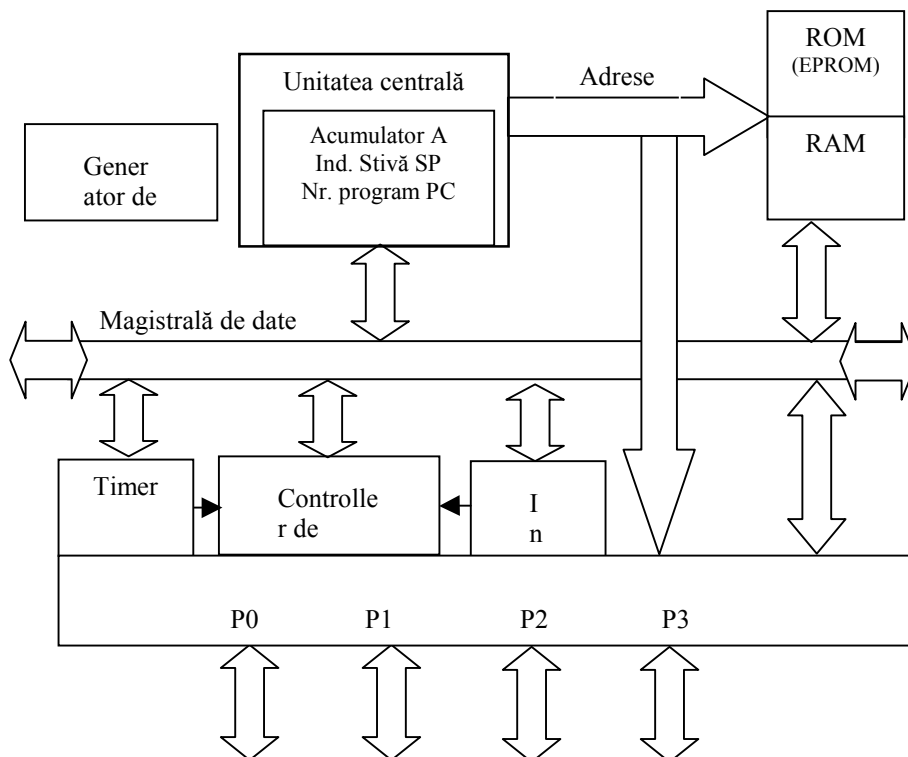 ROM
(EPROM)
Unitatea centrală
Adrese
Acumulator A
Ind. Stivă SP
Nr. program PC
RAM
Gener
ator de
Magistrală de date
Timer
Controlle
r de
I
n
P0 P1 P2 P3